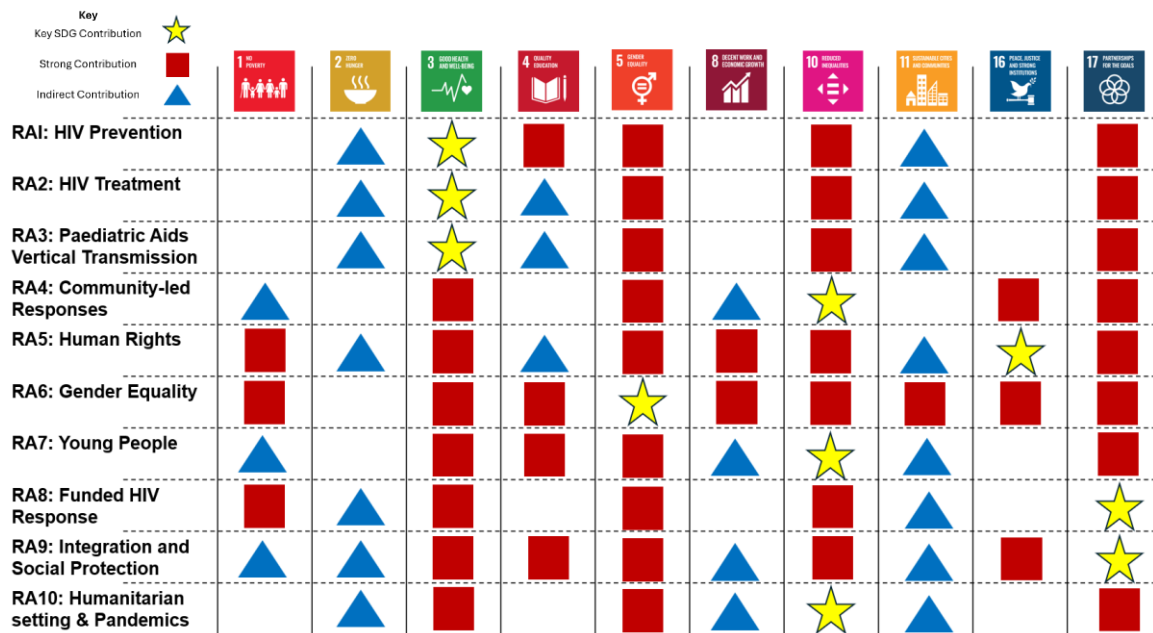 Key
Key SDG Contribution
Strong Contribution
Indirect Contribution
1 NO POVERTY
2 ZERO HUNGER
3 GOOD HEALTH AND WELL-BEING
4 QUALITY EDUCATION
5 GENDER EQUALITY
8 DECENT WORK AND ECONOMIC GROWTH
10 REDUCED INEQUALITIES
11 SUSTAINABLE CITIES AND COMMUNITIES
16 PEACE, JUSTICE AND STRONG INSTITUTIONS
17 PARTNERSHIPS FOR THE GOALS
RAI: HIV Prevention
RA2: HIV Treatment
RA3: Paediatric Aids
Vertical Transmission
RA4: Community-led
Responses
RA5: Human Rights
RA6: Gender Equality
RA7: Young People
RA8: Funded HIV
Response
RA9: Integration and
Social Protection
RA10: Humanitarian
setting & Pandemics